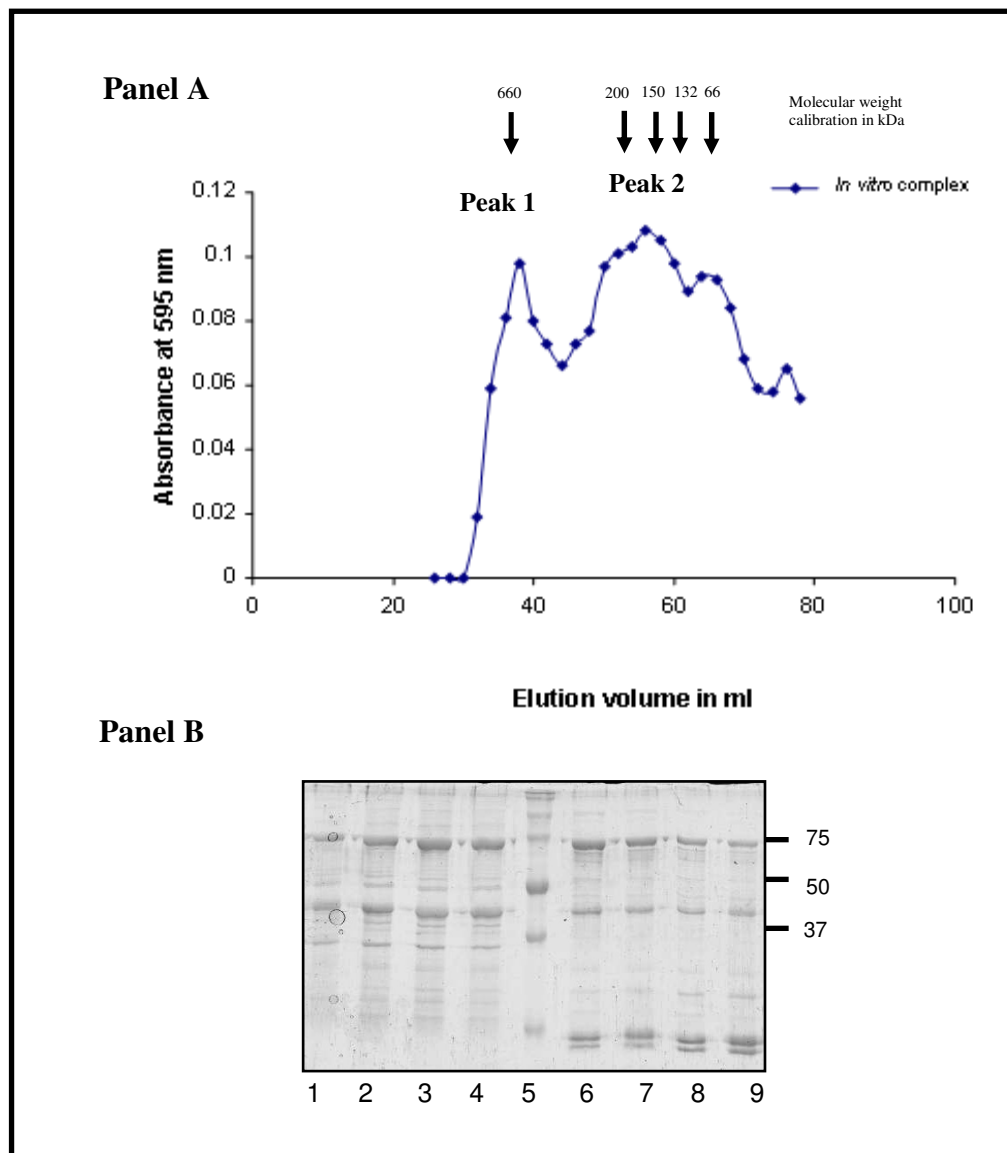 Panel A
660 200 150 132 66
Molecular weight
calibration in kDa
Peak 1
Peak 2
In vitro complex
0.12
0.1
0.08
0.06
0.04
0.02
0
Absorbance at 595 nm
0 20 40 60 80 100
Elution volume in ml
Panel B
75
50
37
1 2 3 4 5 6 7 8 9